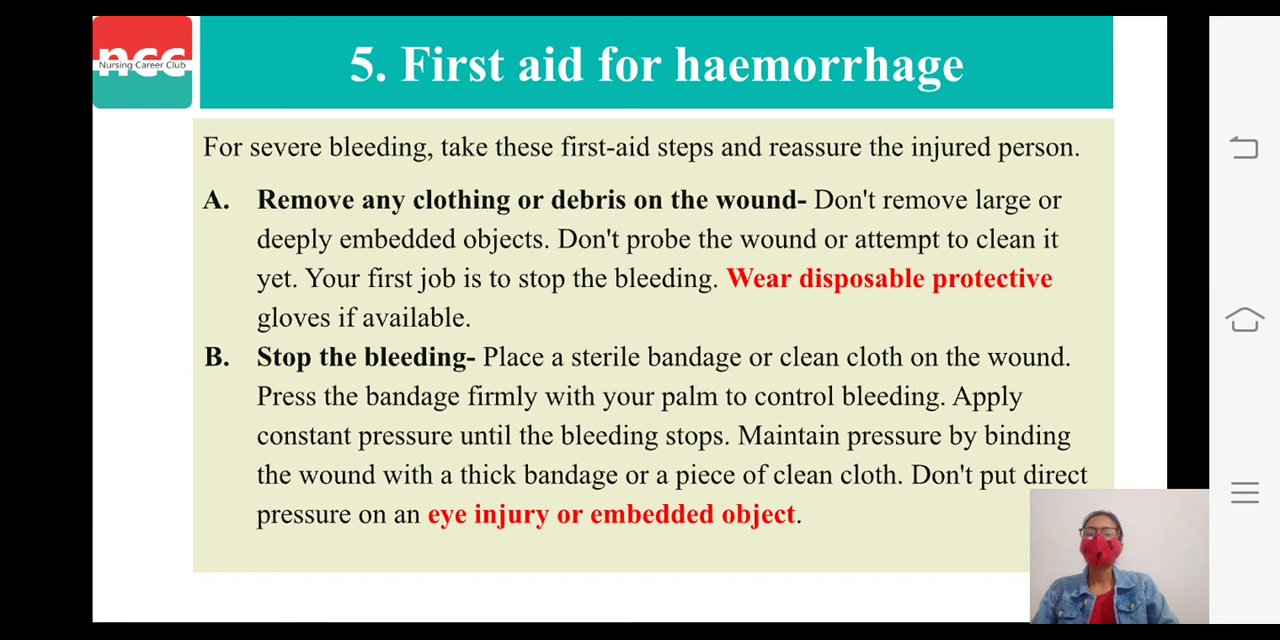 ncc
Nursing Career Club
5. First aid for haemorrhage
For severe bleeding, take these first-aid steps and reassure the injured person.
A. Remove any clothing or debris on the wound- Don't remove large or
deeply embedded objects. Don't probe the wound or attempt to clean it
yet. Your first job is to stop the bleeding. Wear disposable protective
gloves if available.
B. Stop the bleeding- Place a sterile bandage or clean cloth on the wound.
Press the bandage firmly with your palm to control bleeding. Apply
constant pressure until the bleeding stops. Maintain pressure by binding
the wound with a thick bandage or a piece of clean cloth. Don't put direct
pressure on an eye injury or embedded object.